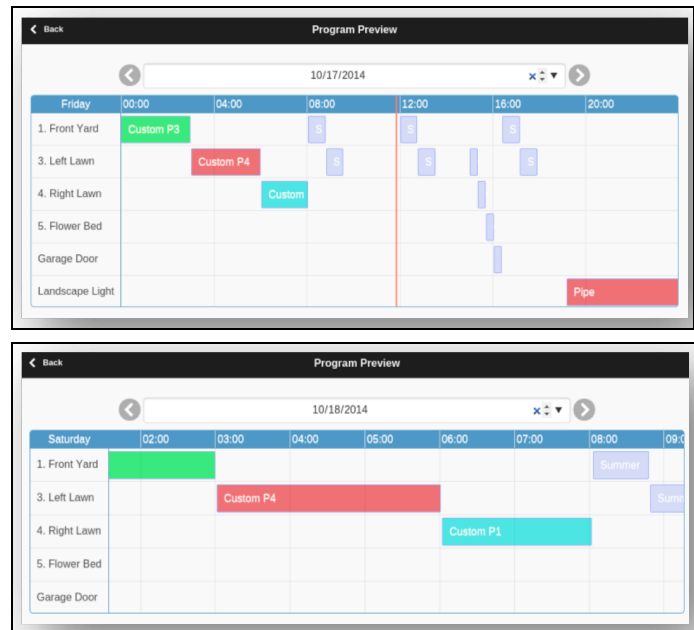 Back Program Preview
10/17/2014
Friday 00:00 04:00 08:00 12:00 16:00 20:00
1. Front Yard Custom P3 S S S
3. Left Lawn Custom P4 S S S
4. Right Lawn Custom
5. Flower Bed
Garage Door
Landscape Light Pipe
Back Program Preview
10/18/2014
Saturday 02:00 03:00 04:00 05:00 06:00 07:00 08:00 09:0
1. Front Yard Summer
3. Left Lawn Custom P4 Sumn
4. Right Lawn Custom P1
5. Flower Bed
Garage Door